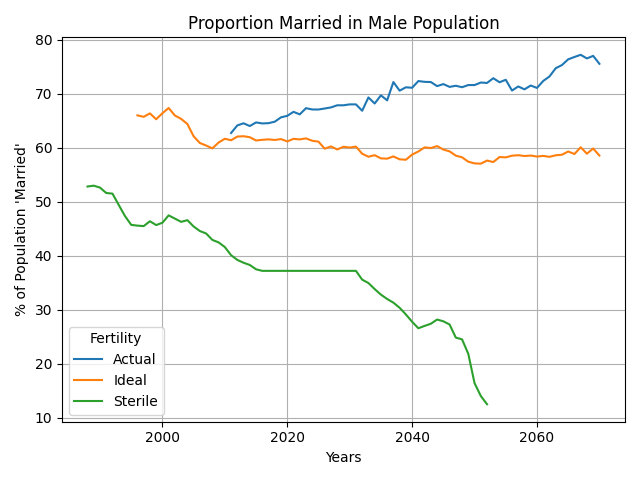 Proportion Married in Male Population
80
70
60
50
40
30
20
10
% of Population 'Married'
Fertility
Actual
Ideal
Sterile
2000
2020
2040
2060
Years